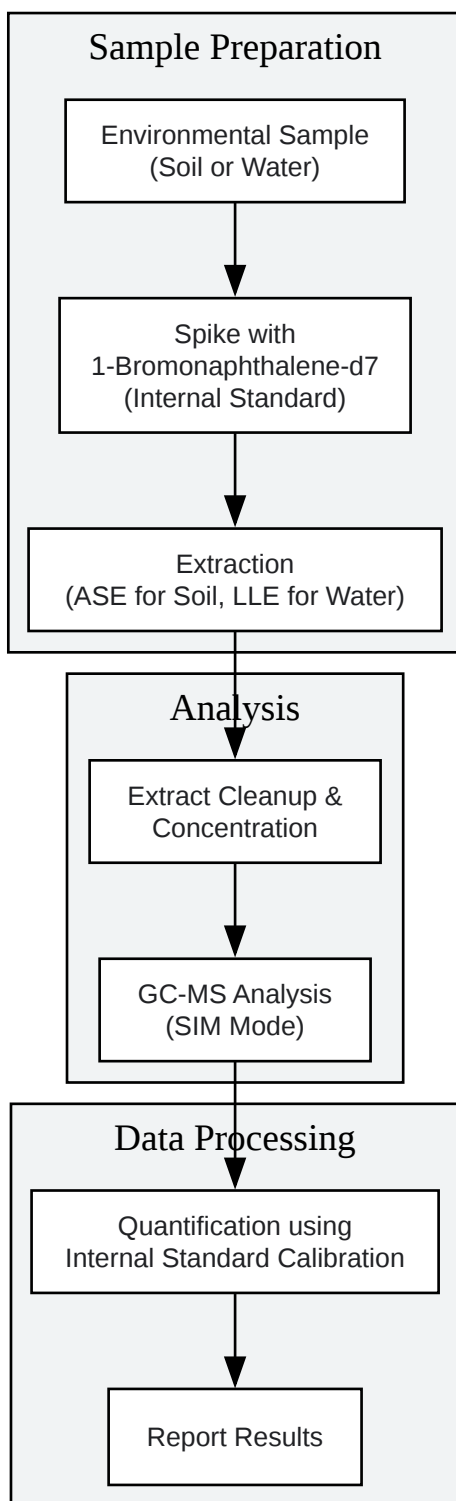 Sample Preparation
Environmental Sample
(Soil or Water)
Spike with
1-Bromonaphthalene-d7
(Internal Standard)
Extraction
(ASE for Soil, LLE for Water)
Analysis
Extract Cleanup &
Concentration
GC-MS Analysis
(SIM Mode)
Data Processing
Quantification using
Internal Standard Calibration
Report Results